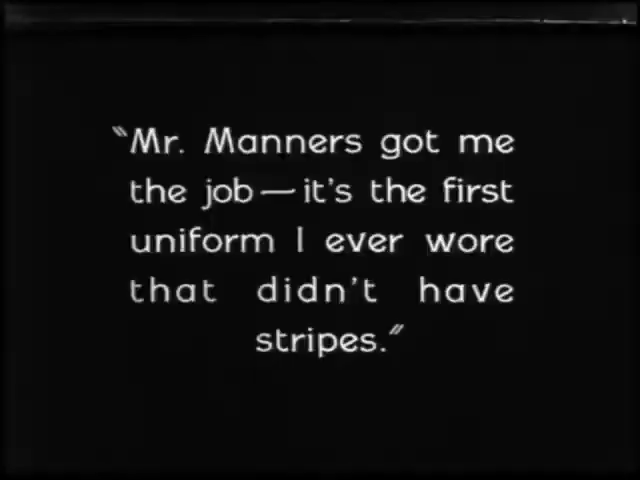 “Mr. Manners got me
the job—it's the first
uniform I ever wore
that didn't have
stripes.”